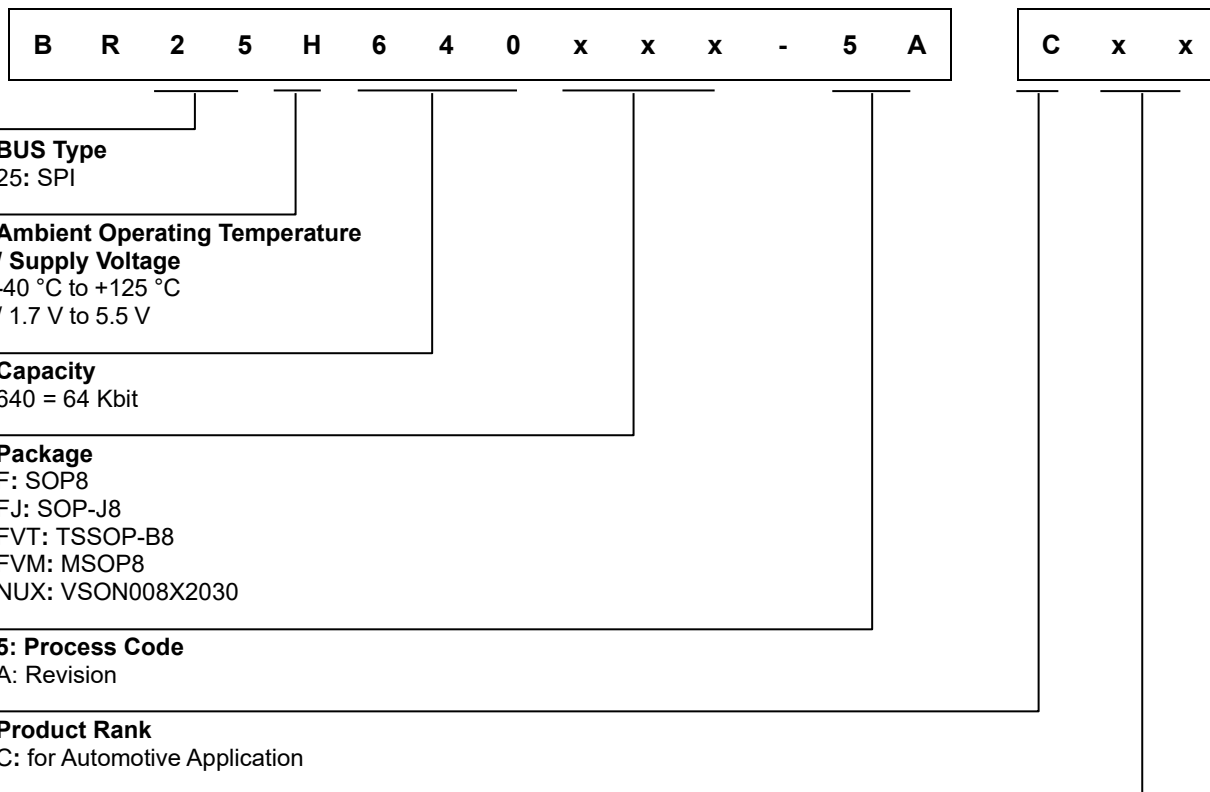 B R 2 5 H 6 4 0 x x x - 5 A C x x
BUS Type
25: SPI
Ambient Operating Temperature
/ Supply Voltage
-40 °C to +125 °C
/ 1.7 V to 5.5 V
Capacity
640 = 64 Kbit
Package
F: SOP8
FJ: SOP-J8
FVT: TSSOP-B8
FVM: MSOP8
NUX: VSON008X2030
5: Process Code
A: Revision
Product Rank
C: for Automotive Application